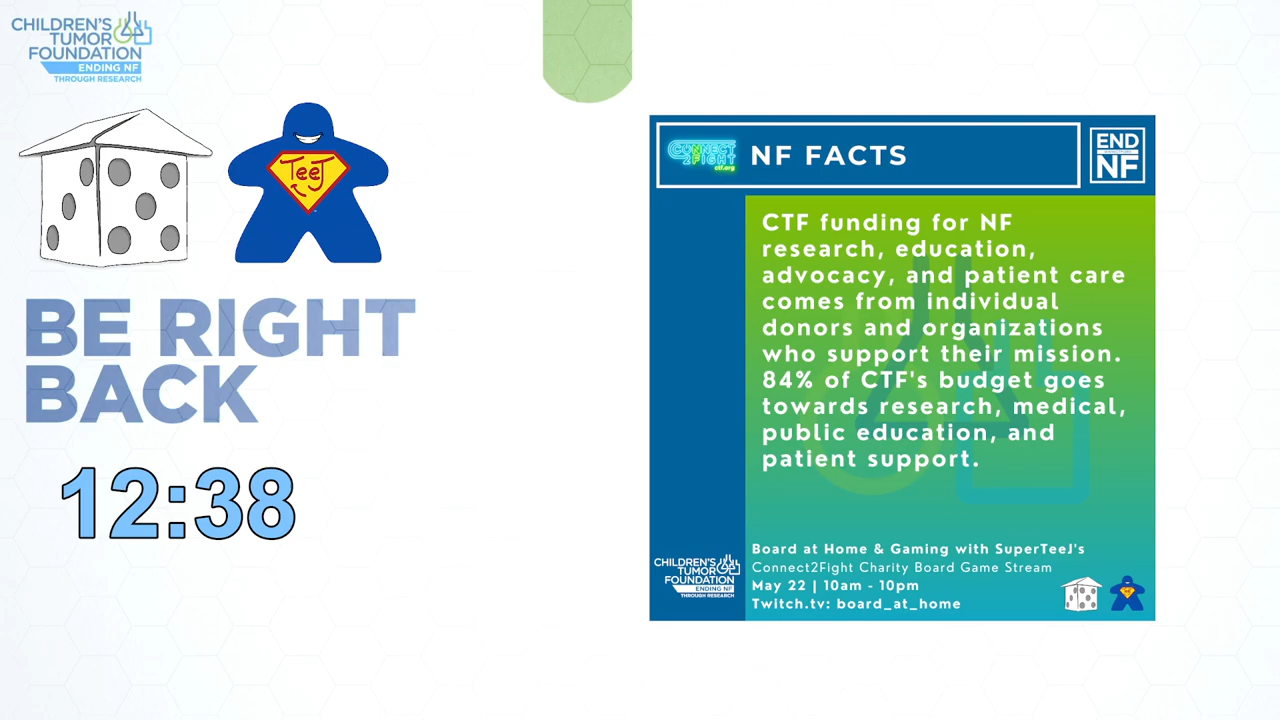 CHILDREN'S
TUMOR
FOUNDATION
ENDING NF
THROUGH RESEARCH
TeeJ
BE RIGHT
BACK
12:38
CONNECT
2FIGHT
ctf.org
NF FACTS
END
NF
CTF funding for NF
research, education,
advocacy, and patient care
comes from individual
donors and organizations
who support their mission.
84% of CTF's budget goes
towards research, medical,
public education, and
patient support.
CHILDREN'S
TUMOR
FOUNDATION
ENDING NF
THROUGH RESEARCH
Board at Home & Gaming with SuperTeeJ's
Connect2Fight Charity Board Game Stream
May 22 | 10am - 10pm
Twitch.tv: board_at_home